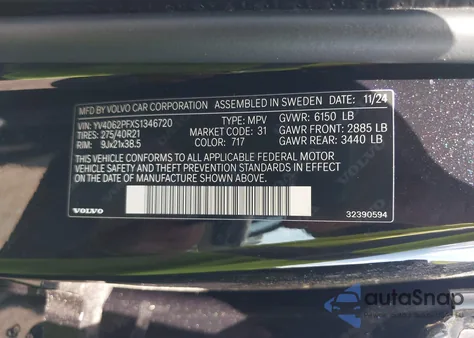 MFD BY VOLVO CAR CORPORATION ASSEMBLED IN SWEDEN 11/24
VIN: YV4062PFXS1346720 TYPE: MPV GVWR: 6150 LB
TIRES: 275/40R21 MARKET CODE: 31 GAWR FRONT: 2885 LB
RIM: 9Jx21x38.5 COLOR: 717 GAWR REAR: 3440 LB
THIS VEHICLE CONFORMS TO ALL APPLICABLE FEDERAL MOTOR
VEHICLE SAFETY AND THEFT PREVENTION STANDARDS IN EFFECT
ON THE DATE OF MANUFACTURE SHOWN ABOVE.
VOLVO
32390594
autoSnap